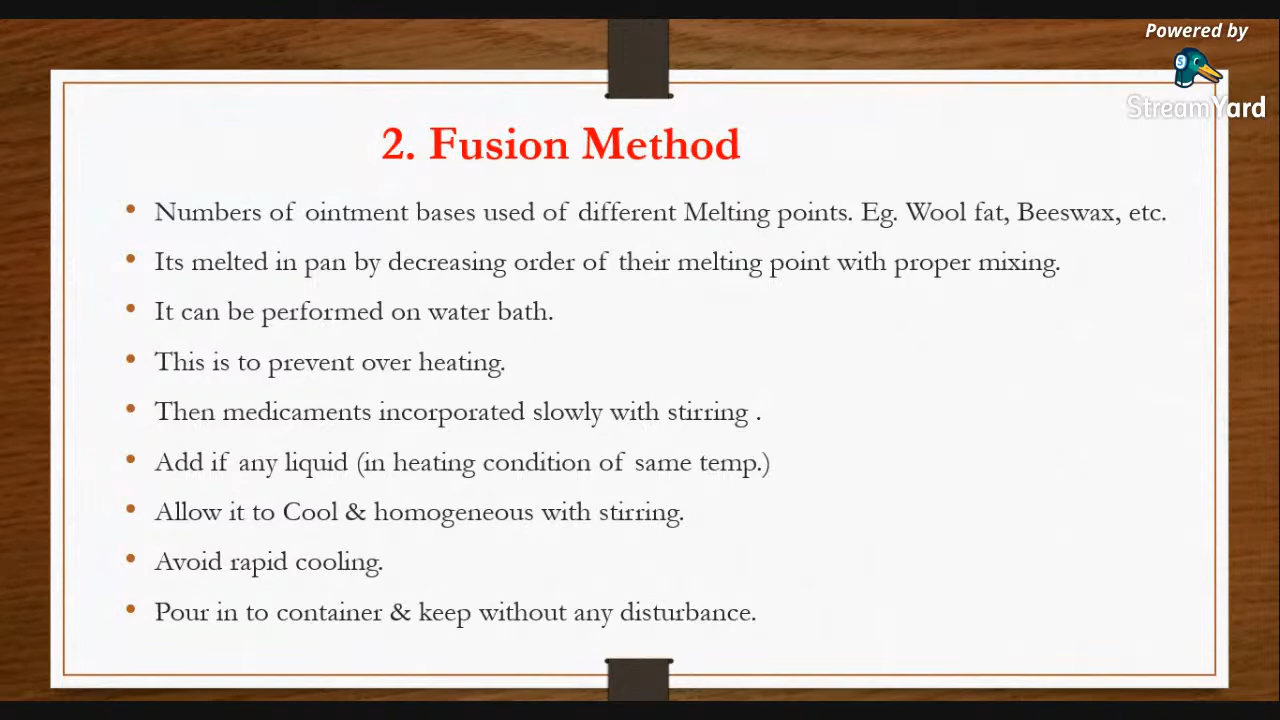 Powered by
StreamYard
2. Fusion Method
• Numbers of ointment bases used of different Melting points. Eg. Wool fat, Beeswax, etc.
• Its melted in pan by decreasing order of their melting point with proper mixing.
• It can be performed on water bath.
• This is to prevent over heating.
• Then medicaments incorporated slowly with stirring .
• Add if any liquid (in heating condition of same temp.)
• Allow it to Cool & homogeneous with stirring.
• Avoid rapid cooling.
• Pour in to container & keep without any disturbance.